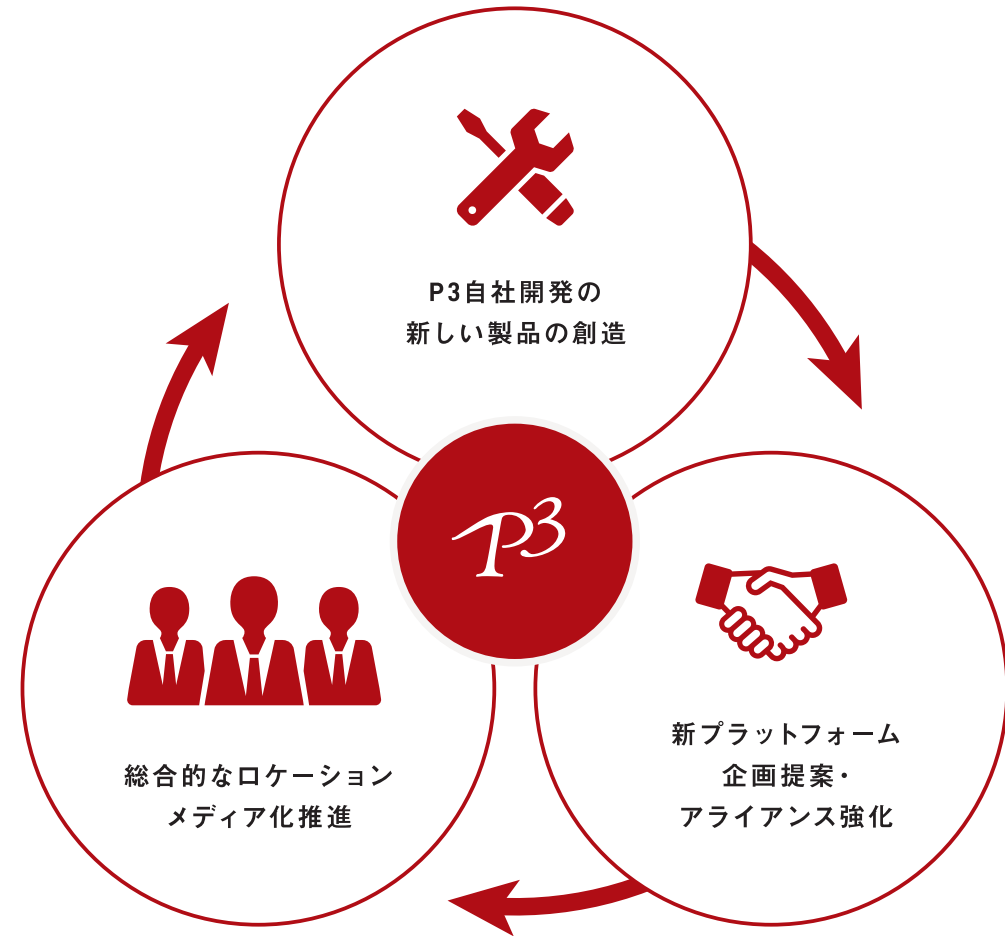 P3自社開発の
新しい製品の創造
P3
新プラットフォーム
企画提案・
アライアンス強化
総合的なロケーション
メディア化推進